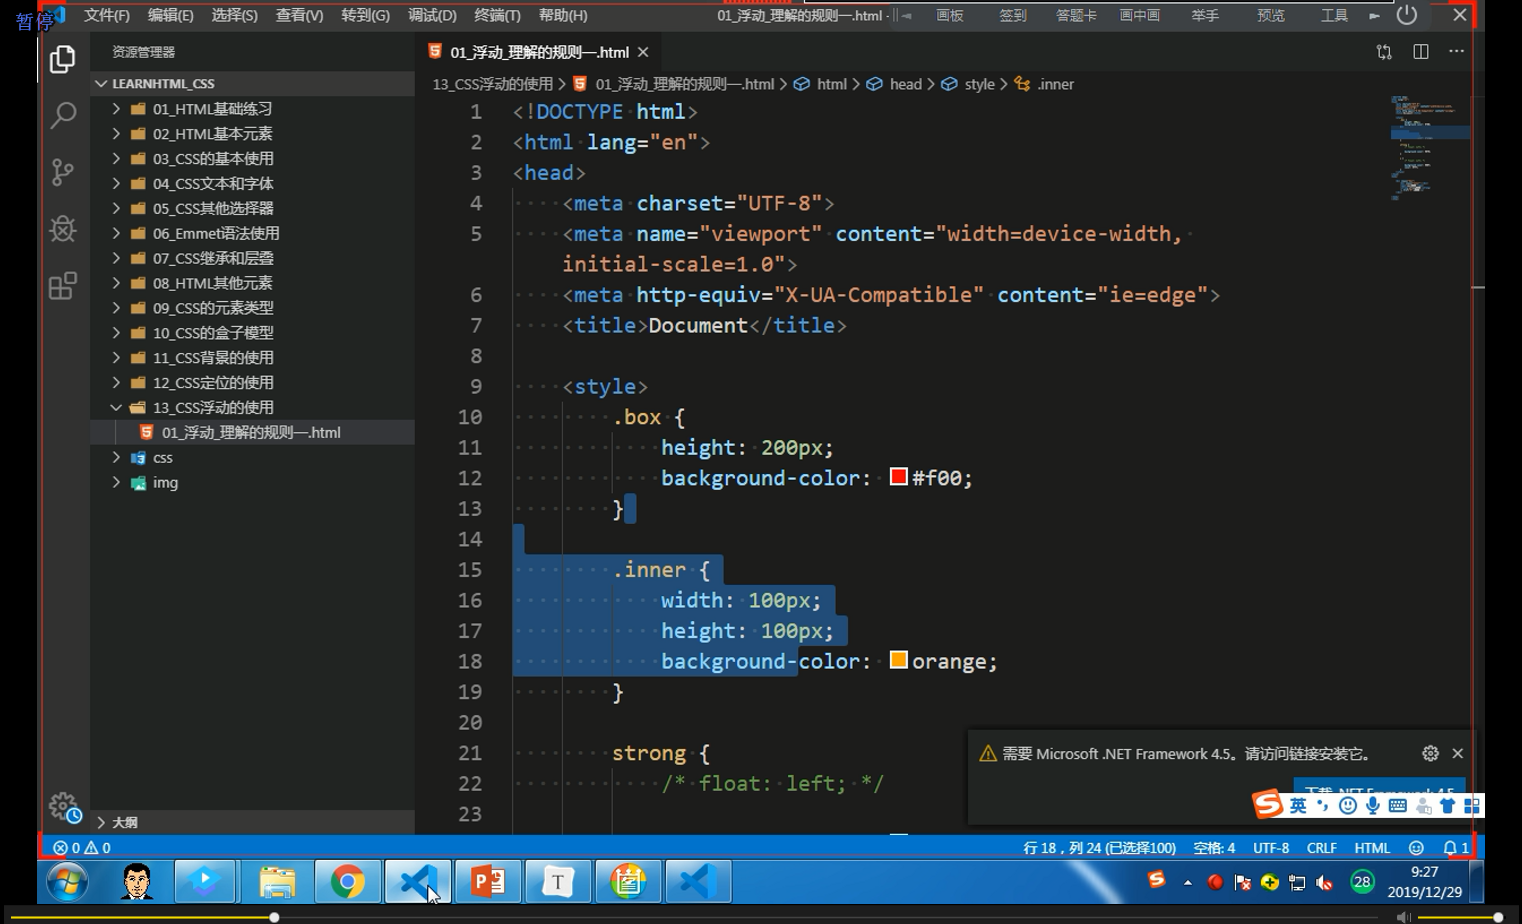 暂停
文件(F) 编辑(E) 选择(S) 查看(V) 转到(G) 调试(D) 终端(T) 帮助(H) 01_浮动_理解的规则一.html - 画板 签到 答题卡 画中画 举手 预览 工具
资源管理器
01_浮动_理解的规则一.html
LEARNHTML_CSS
13_CSS浮动的使用 > 01_浮动_理解的规则一.html > html > head > style > .inner
01_HTML基础练习
02_HTML基本元素
03_CSS的基本使用
04_CSS文本和字体
05_CSS其他选择器
06_Emmet语法使用
07_CSS继承和层叠
08_HTML其他元素
09_CSS的元素类型
10_CSS的盒子模型
11_CSS背景的使用
12_CSS定位的使用
13_CSS浮动的使用
01_浮动_理解的规则一.html
css
img
大纲
1 <!DOCTYPE html>
2 <html lang="en">
3 <head>
4 <meta charset="UTF-8">
5 <meta name="viewport" content="width=device-width,
initial-scale=1.0">
6 <meta http-equiv="X-UA-Compatible" content="ie=edge">
7 <title>Document</title>
8
9 <style>
10 .box {
11 height: 200px;
12 background-color: #f00;
13 }
14
15 .inner {
16 width: 100px;
17 height: 100px;
18 background-color: orange;
19 }
20
21 strong {
22 /* float: left; */
23
需要 Microsoft .NET Framework 4.5。请访问链接安装它。
下载 .NET Framework 4.5
英
0 0 行 18，列 24 (已选择100) 空格: 4 UTF-8 CRLF HTML 1
28
9:27
2019/12/29